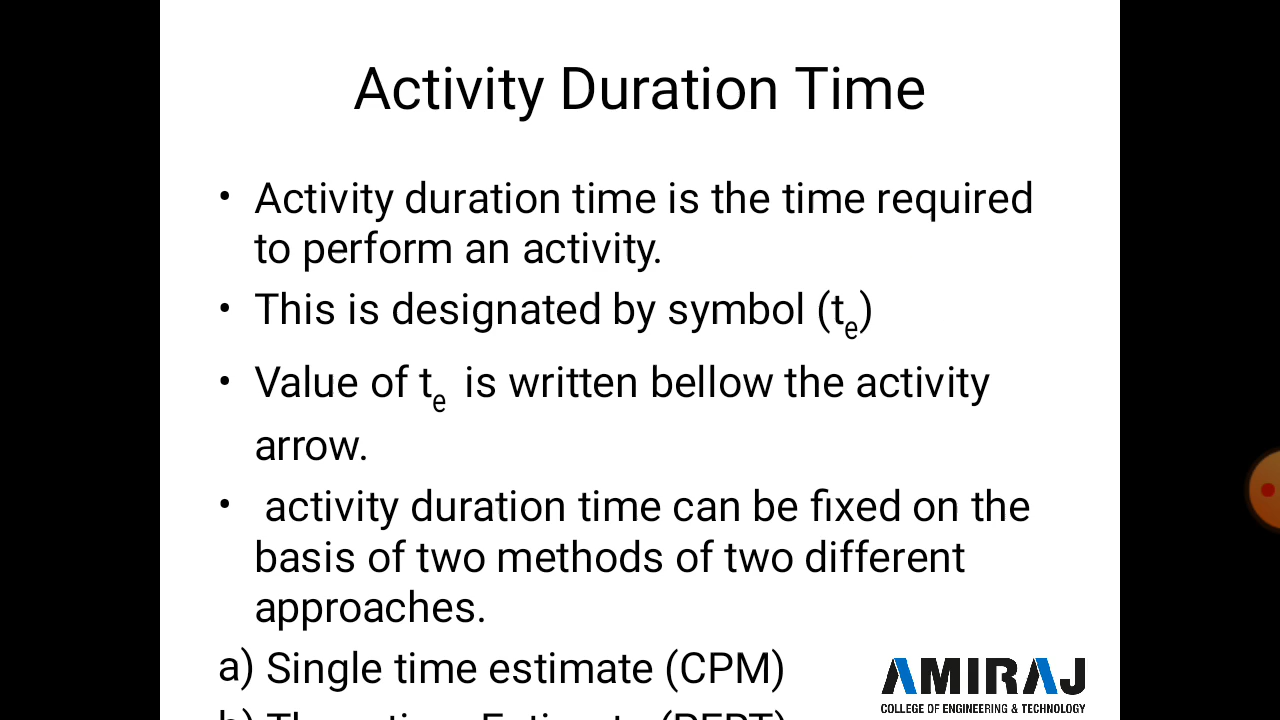 Activity Duration Time
• Activity duration time is the time required
to perform an activity.
• This is designated by symbol (te)
• Value of te is written bellow the activity
arrow.
• activity duration time can be fixed on the
basis of two methods of two different
approaches.
a) Single time estimate (CPM)
AMIRAJ
COLLEGE OF ENGINEERING & TECHNOLOGY